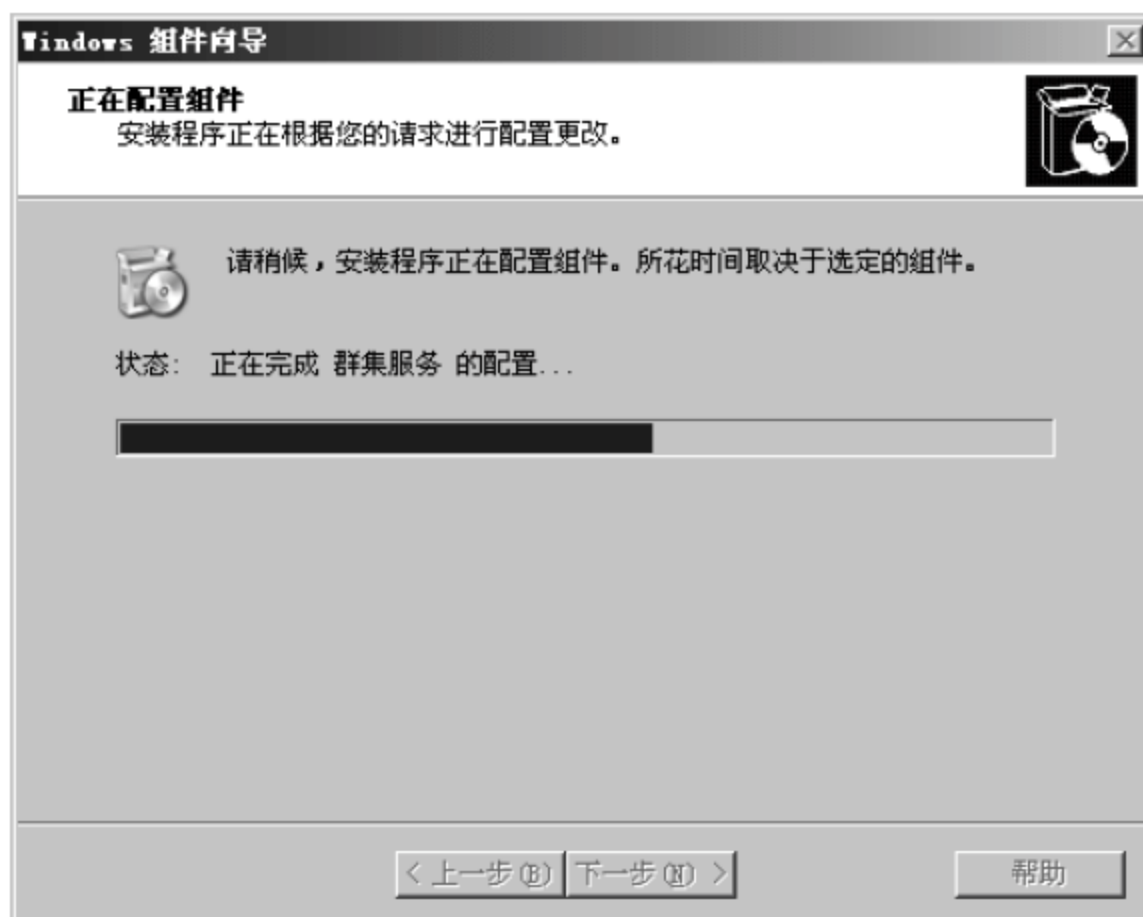 Windows 组件向导
正在配置组件
安装程序正在根据您的请求进行配置更改。
请稍候，安装程序正在配置组件。所花时间取决于选定的组件。
状态: 正在完成 群集服务 的配置...
< 上一步(B) 下一步(N) > 帮助